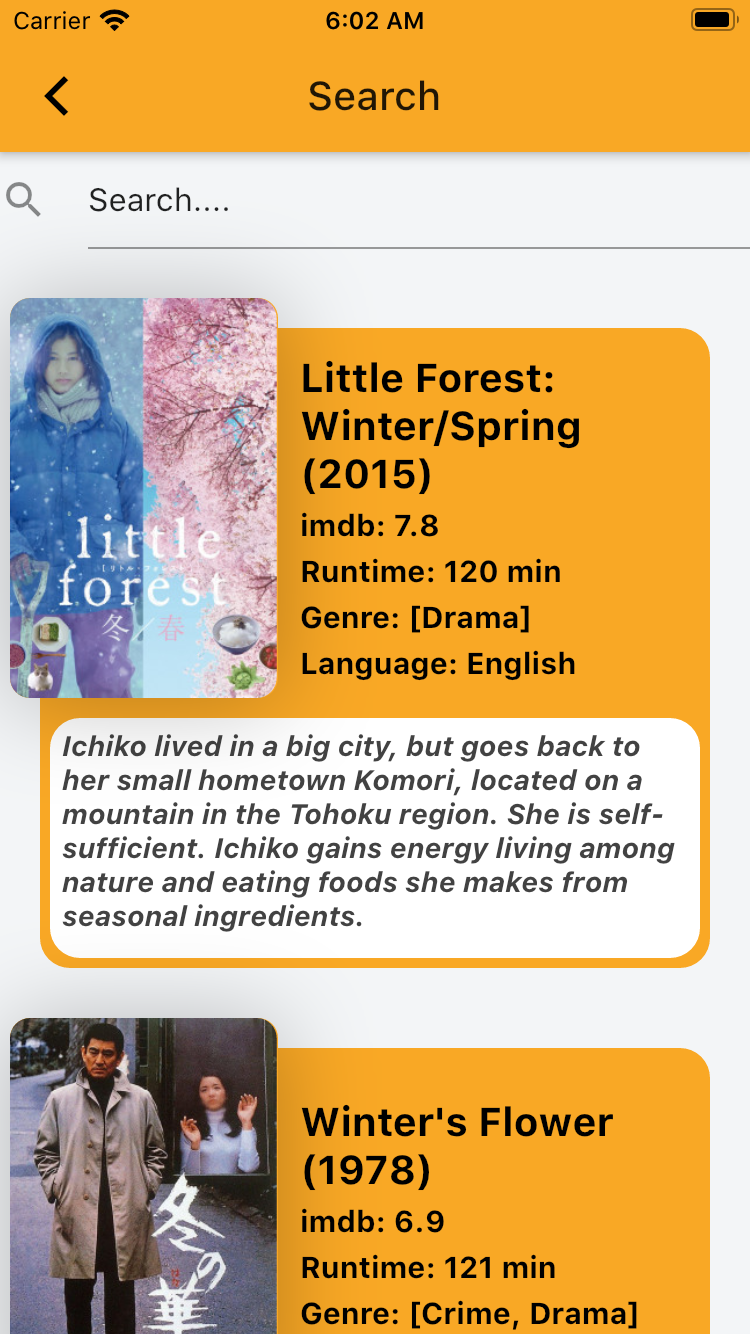 Carrier 6:02 AM
Search
Search....
little
[リトル・フォレスト]
forest
冬／春
Little Forest:
Winter/Spring
(2015)
imdb: 7.8
Runtime: 120 min
Genre: [Drama]
Language: English
Ichiko lived in a big city, but goes back to
her small hometown Komori, located on a
mountain in the Tohoku region. She is self-
sufficient. Ichiko gains energy living among
nature and eating foods she makes from
seasonal ingredients.
冬の華
Winter's Flower
(1978)
imdb: 6.9
Runtime: 121 min
Genre: [Crime, Drama]